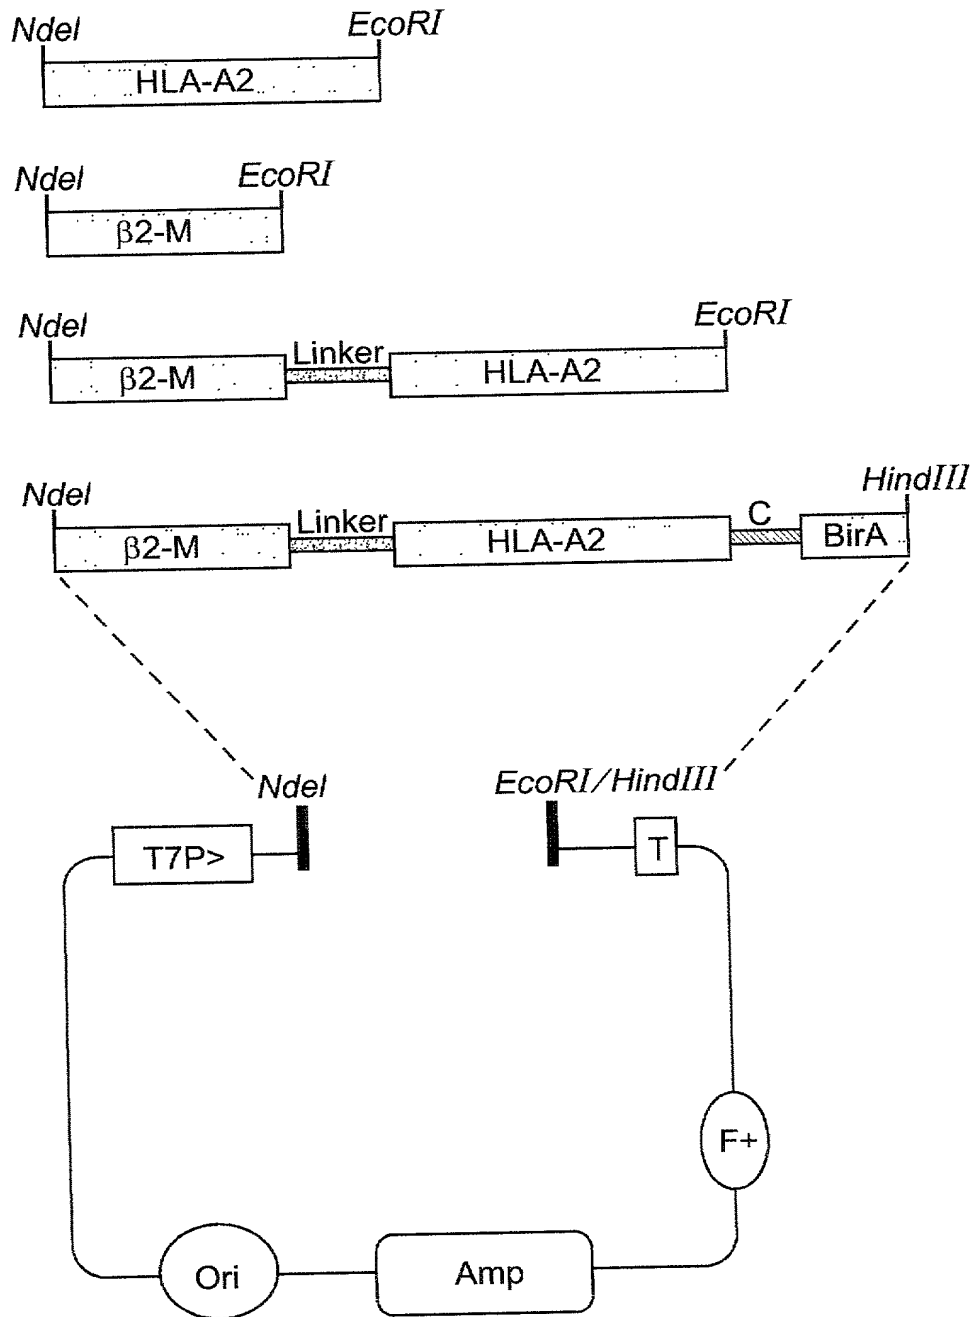 NdeI EcoRI
HLA-A2
NdeI EcoRI
β2-M
NdeI EcoRI
Linker
β2-M HLA-A2
NdeI HindIII
Linker C
β2-M HLA-A2 BirA
NdeI EcoRI/HindIII
T7P> T
F+
Ori Amp